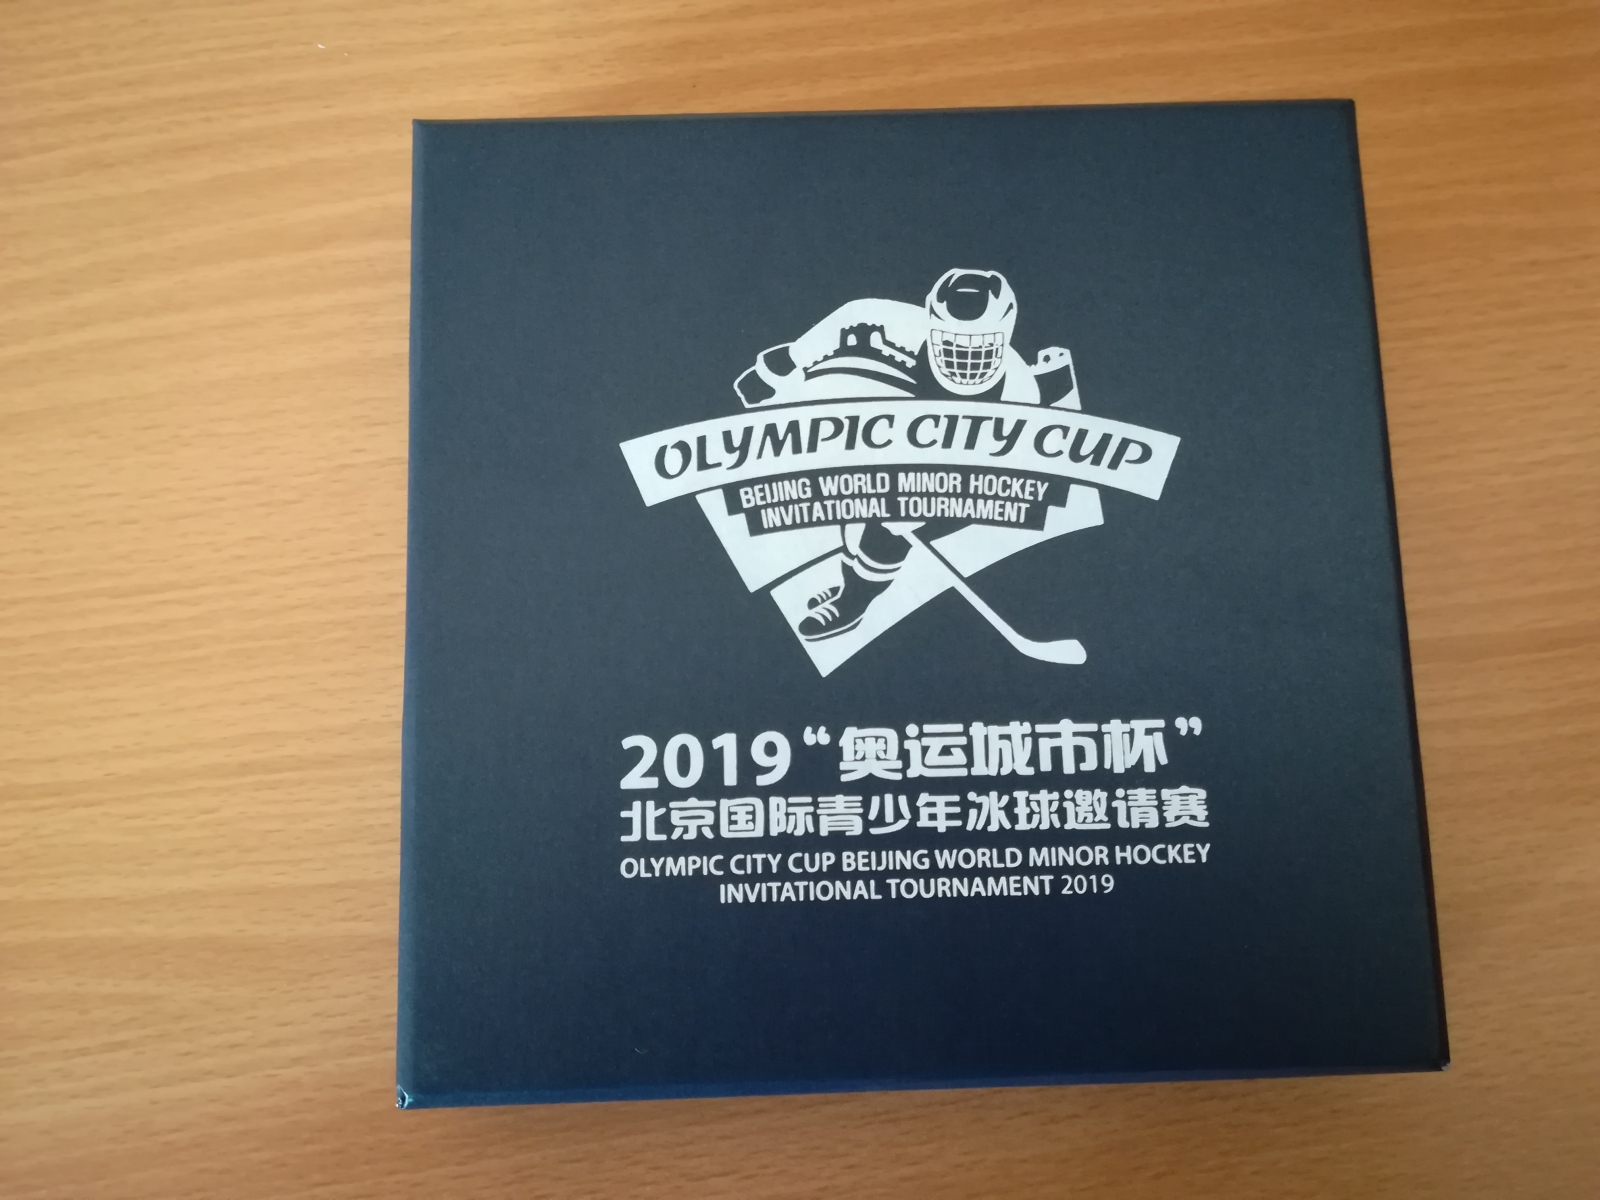 OLYMPIC CITY CUP
BEIJING WORLD MINOR HOCKEY
INVITATIONAL TOURNAMENT
2019“奥运城市杯”
北京国际青少年冰球邀请赛
OLYMPIC CITY CUP BEIJING WORLD MINOR HOCKEY
INVITATIONAL TOURNAMENT 2019